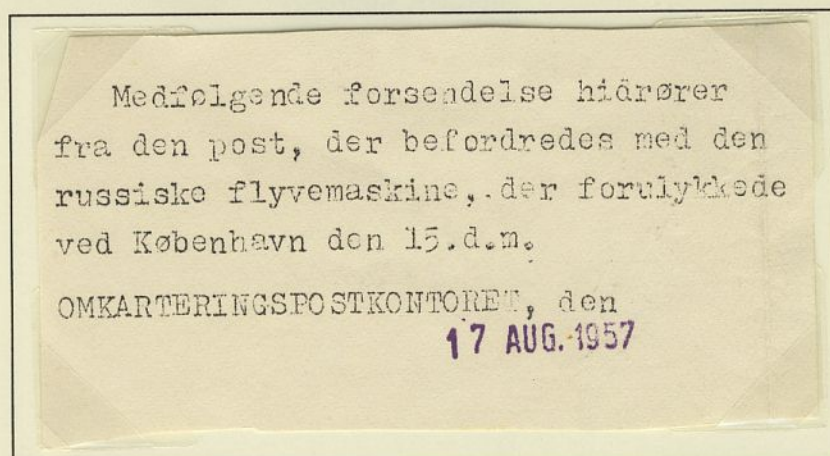 Medfølgende forsendelse hidrører
fra den post, der befordredes med den
russiske flyvemaskine, der forulykkede
ved København den 15.d.m.
OMKARTERINGSPOSTKONTORET, den
17 AUG. 1957